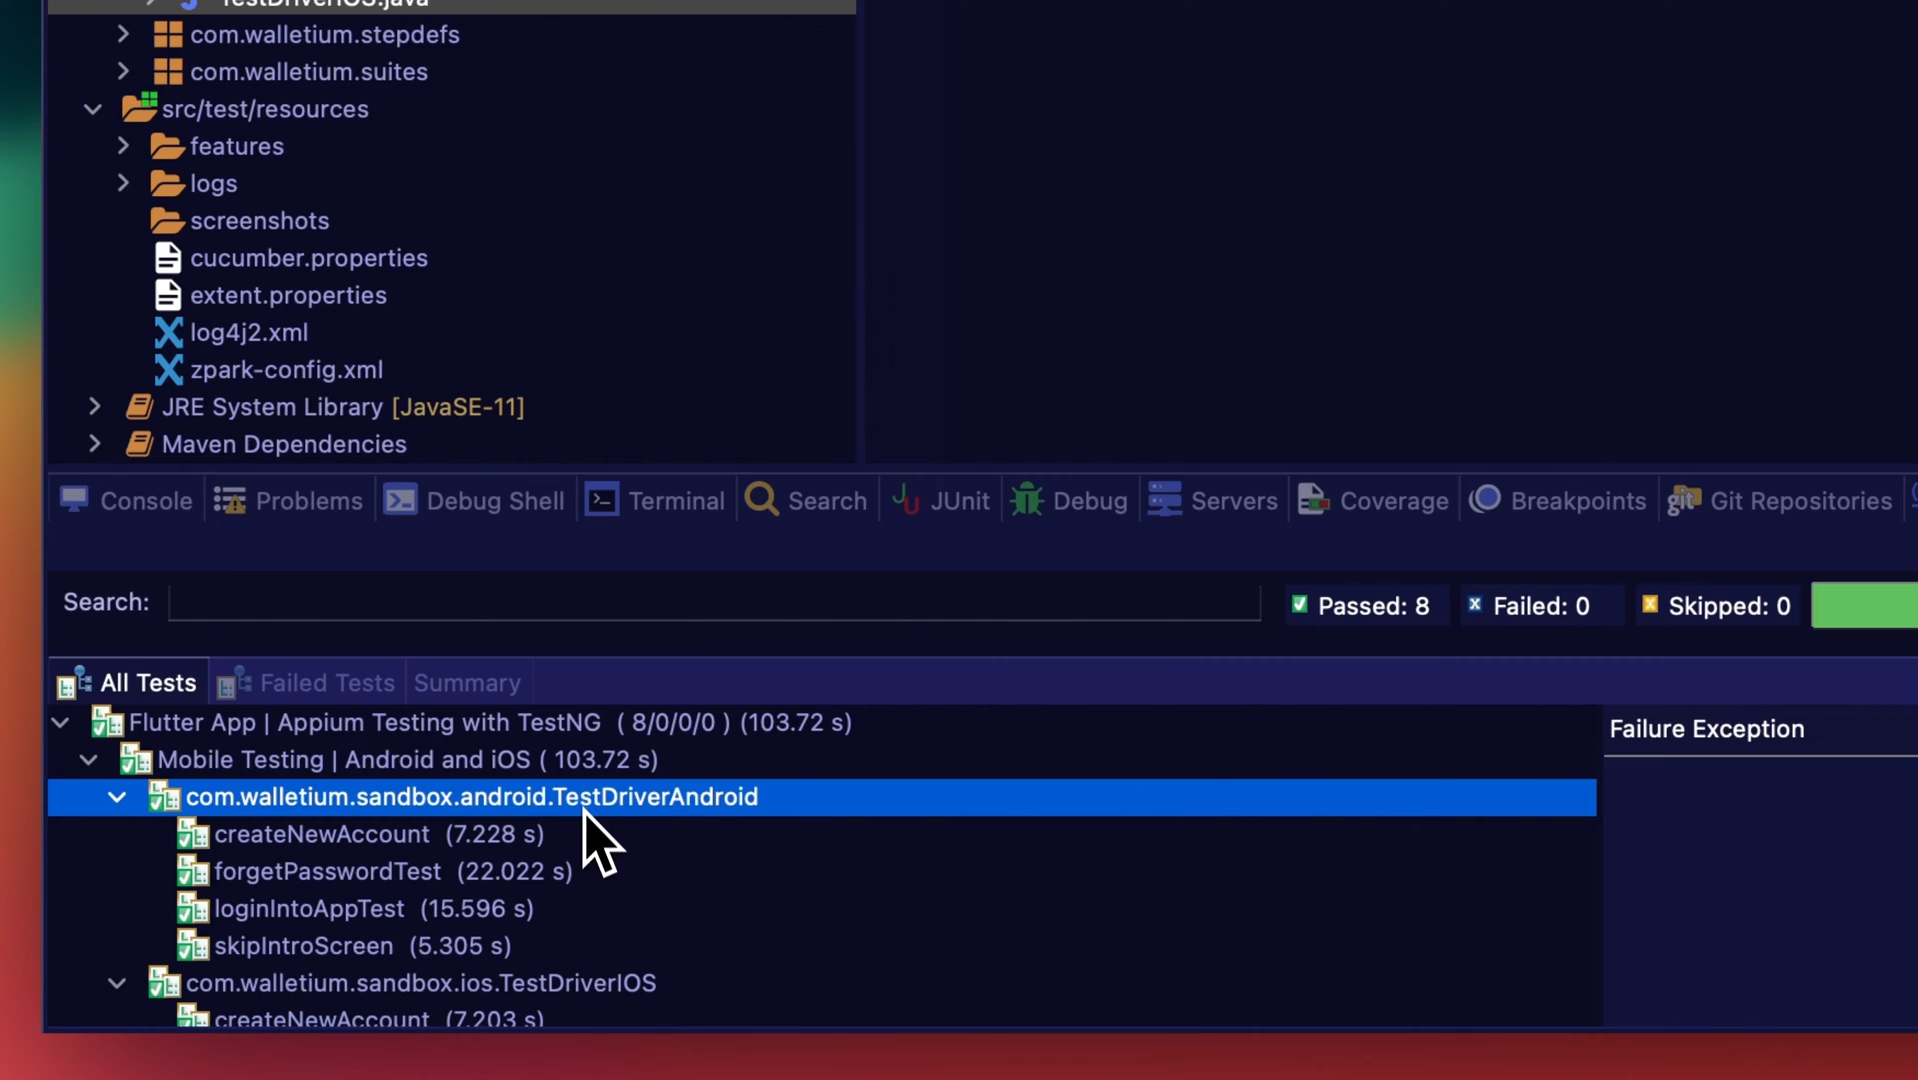 TestDriverIOS.java
com.walletium.stepdefs
com.walletium.suites
src/test/resources
features
logs
screenshots
cucumber.properties
extent.properties
log4j2.xml
zpark-config.xml
JRE System Library [JavaSE-11]
Maven Dependencies
Console Problems Debug Shell Terminal Search JUnit Debug Servers Coverage Breakpoints Git Repositories
Search: Passed: 8 Failed: 0 Skipped: 0
All Tests Failed Tests Summary
Flutter App | Appium Testing with TestNG ( 8/0/0/0 ) (103.72 s)
Failure Exception
Mobile Testing | Android and iOS ( 103.72 s)
com.walletium.sandbox.android.TestDriverAndroid
createNewAccount (7.228 s)
forgetPasswordTest (22.022 s)
loginIntoAppTest (15.596 s)
skipIntroScreen (5.305 s)
com.walletium.sandbox.ios.TestDriverIOS
createNewAccount (7.203 s)